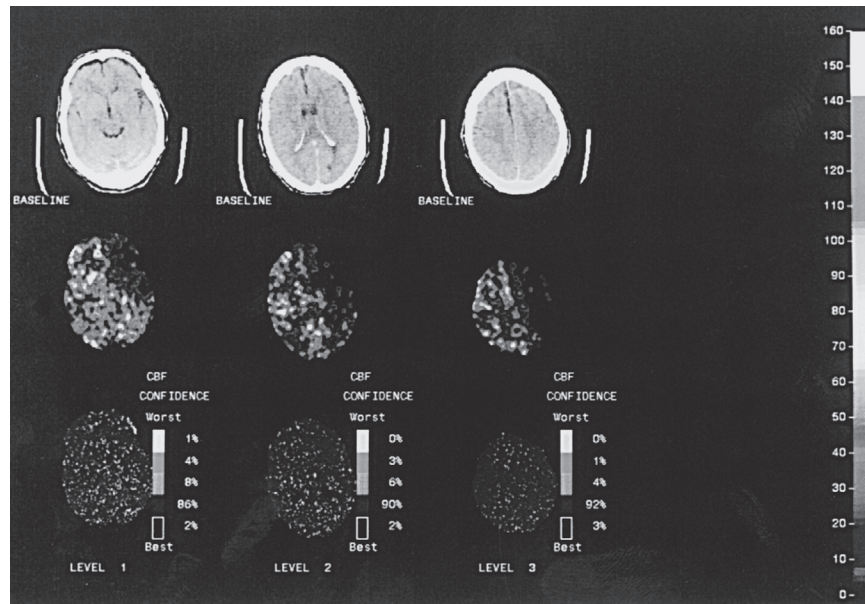 BASELINE
BASELINE
BASELINE
CBF
CONFIDENCE
Worst
1%
4%
8%
86%
2%
Best
LEVEL 1
CBF
CONFIDENCE
Worst
0%
3%
6%
90%
2%
Best
LEVEL 2
CBF
CONFIDENCE
Worst
0%
1%
4%
92%
3%
Best
LEVEL 3
160
150
140
130
120
110
100
90
80
70
60
50
40
30
20
10
0